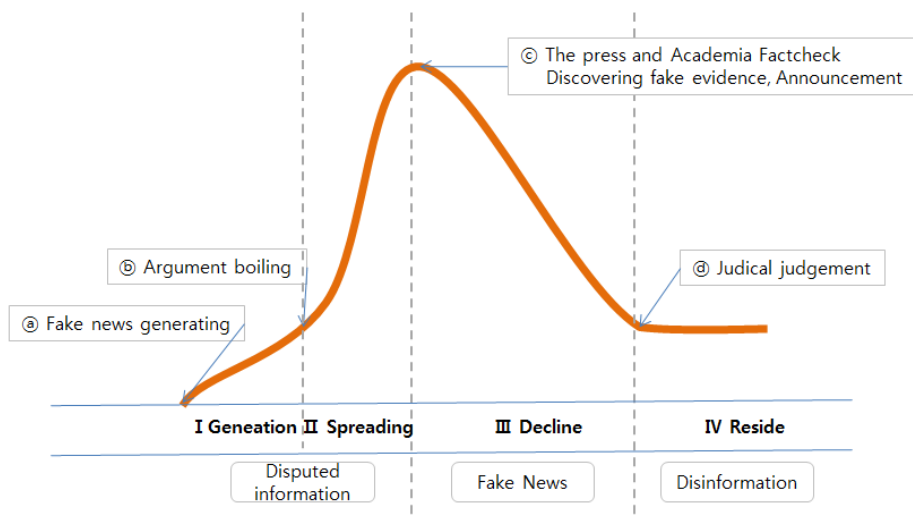 ⓒ The press and Academia Factcheck
Discovering fake evidence, Announcement
ⓑ Argument boiling
ⓓ Judical judgement
ⓐ Fake news generating
Ⅰ Geneation
Ⅱ Spreading
Ⅲ Decline
Ⅳ Reside
Disputed
information
Fake News
Disinformation